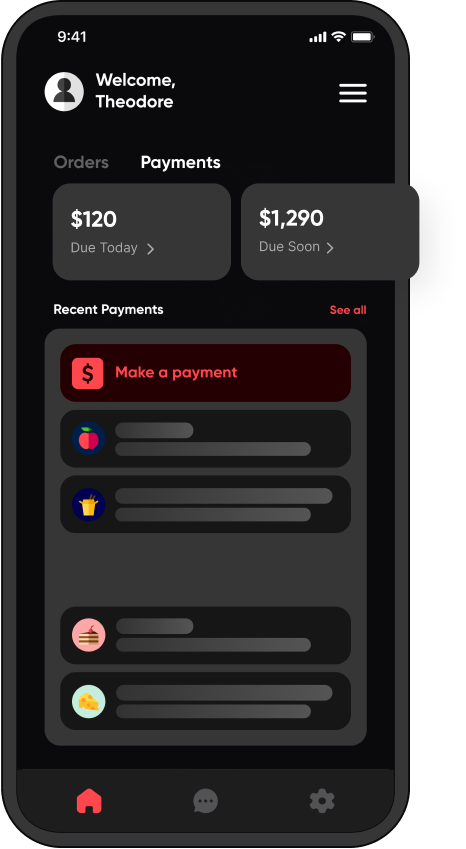 9:41
Welcome,
Theodore
Orders Payments
$120 $1,290
Due Today Due Soon
Recent Payments See all
$ Make a payment